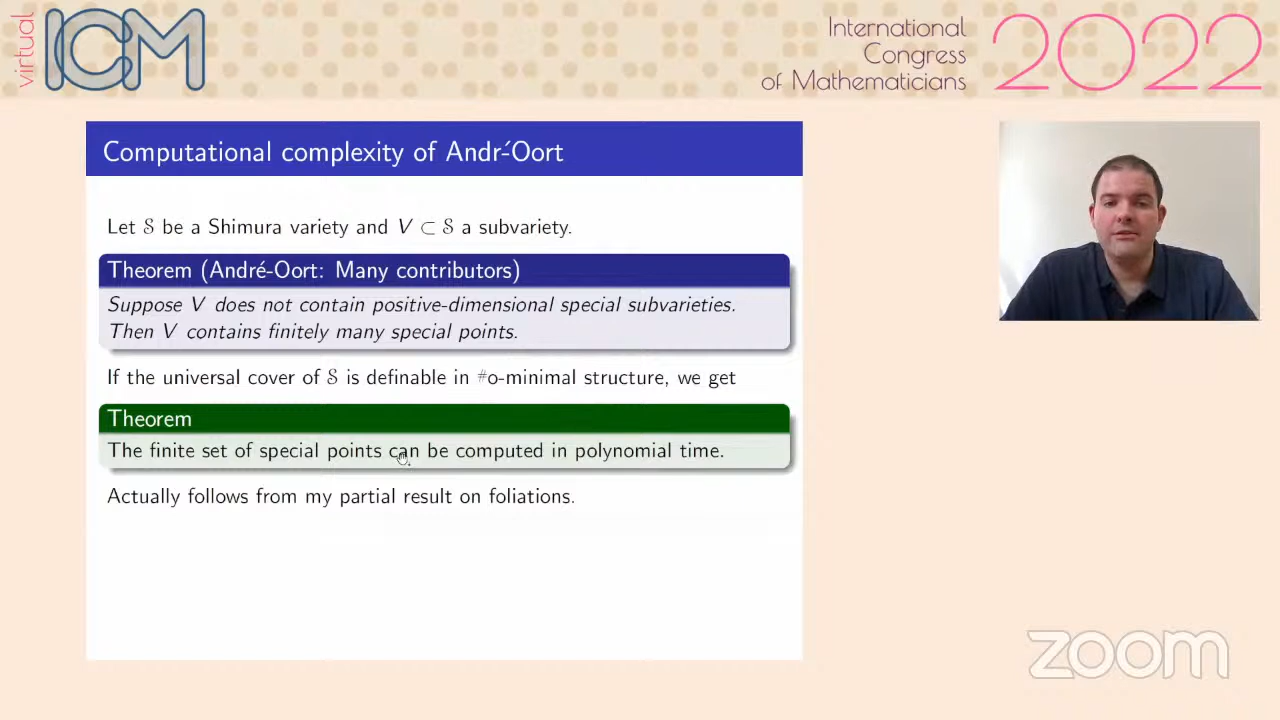 virtual
ICM
International
Congress
of Mathematicians
2022
Computational complexity of Andr´-Oort
Let 𝒮 be a Shimura variety and V ⊂ 𝒮 a subvariety.
Theorem (André-Oort: Many contributors)
Suppose V does not contain positive-dimensional special subvarieties.
Then V contains finitely many special points.
If the universal cover of 𝒮 is definable in #o-minimal structure, we get
Theorem
The finite set of special points can be computed in polynomial time.
Actually follows from my partial result on foliations.
zoom